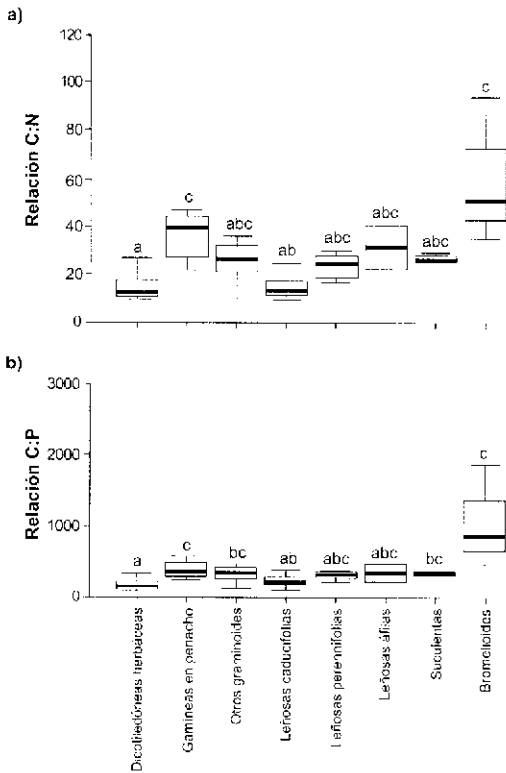 a)
Relación C:N
120
100
80
60
40
20
0
a
c
abc
ab
abc
abc
abc
c
b)
Relación C:P
3000
2000
1000
0
a
c
bc
ab
abc
abc
bc
c
Dicotiledóneas herbáceas
Gamineas en penacho
Otros graminoides
Leñosas caducifolias
Leñosas perennifolias
Leñosas áfilas
Suculentas
Bromelioides